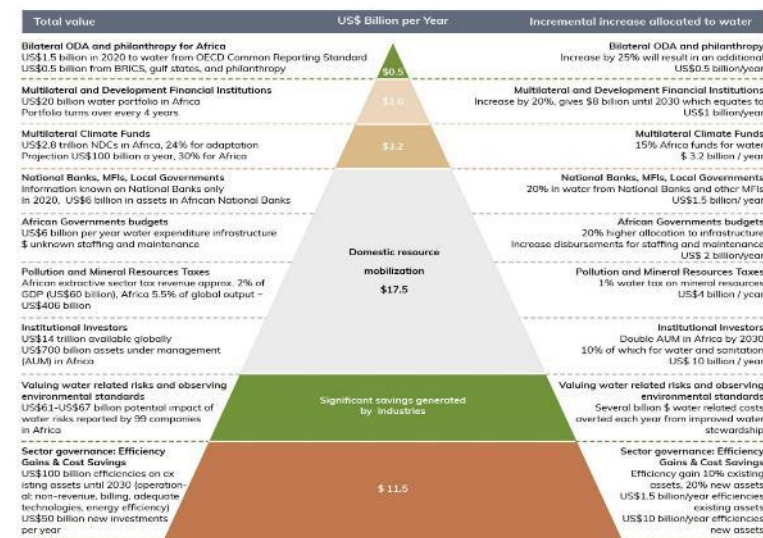 Total value
US$ Billion per Year
Incremental increase allocated to water
Bilateral ODA and philanthropy for Africa
US$1.5 billion in 2020 to water from OECD Common Reporting Standard
US$0.5 billion from BRICS, gulf states, and philanthropy
$0.5
Bilateral ODA and philanthropy
Increase by 25% will result in an additional
US$0.5 billion/year
Multilateral and Development Financial Institutions
US$20 billion water portfolio in Africa
Portfolio turns over every 4 years
$1.0
Multilateral and Development Financial Institutions
Increase by 20%, gives $8 billion until 2030 which equates to
US$1 billion/year
Multilateral Climate Funds
US$2.8 trillion NDCs in Africa, 24% for adaptation
Projection US$100 billion a year, 30% for Africa
$3.2
Multilateral Climate Funds
15% Africa funds for water
$ 3.2 billion / year
National Banks, MFIs, Local Governments
Information known on National Banks only
In 2020, US$6 billion in assets in African National Banks
National Banks, MFIs, Local Governments
20% in water from National Banks and other MFIs
US$1.5 billion/ year
African Governments budgets
US$6 billion per year water expenditure infrastructure
$ unknown staffing and maintenance
African Governments budgets
20% higher allocation to infrastructure
Increase disbursements for staffing and maintenance
US$ 2 billion/year
Domestic resource
mobilization
$17.5
Pollution and Mineral Resources Taxes
African extractive sector tax revenue approx. 2% of
GDP (US$60 billion), Africa 5.5% of global output –
US$406 billion
Pollution and Mineral Resources Taxes
1% water tax on mineral resources
US$4 billion / year
Institutional Investors
US$14 trillion available globally
US$700 billion assets under management
(AUM) in Africa
Institutional Investors
Double AUM in Africa by 2030
10% of which for water and sanitation
US$ 10 billion / year
Valuing water related risks and observing
environmental standards
US$61-US$67 billion potential impact of
water risks reported by 99 companies
in Africa
Significant savings generated
by industries
Valuing water related risks and observing
environmental standards
Several billion $ water related costs
averted each year from improved water
stewardship
Sector governance: Efficiency
Gains & Cost Savings
US$100 billion efficiencies on ex
isting assets until 2030 (operation-
al: non-revenue, billing, adequate
technologies, energy efficiency)
US$50 billion new investments
per year
$ 11.5
Sector governance: Efficiency
Gains & Cost Savings
Efficiency gain 10% existing
assets, 20% new assets
US$1.5 billion/year efficiencies
existing assets
US$10 billion/year efficiencies
new assets